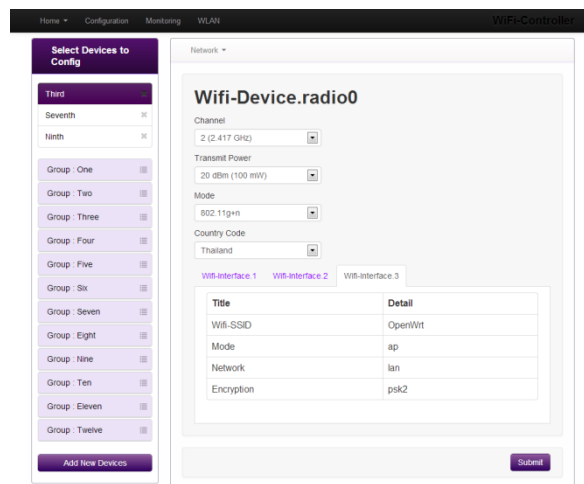 Home Configuration Monitoring WLAN WiFi-Controller
Select Devices to
Config
Third
Seventh
Ninth
Group : One
Group : Two
Group : Three
Group : Four
Group : Five
Group : Six
Group : Seven
Group : Eight
Group : Nine
Group : Ten
Group : Eleven
Group : Twelve
Add New Devices
Network
Wifi-Device.radio0
Channel
2 (2.417 GHz)
Transmit Power
20 dBm (100 mW)
Mode
802.11g+n
Country Code
Thailand
Wifi-Interface.1 Wifi-Interface.2 Wifi-Interface.3
Title Detail
Wifi-SSID OpenWrt
Mode ap
Network lan
Encryption psk2
Submit